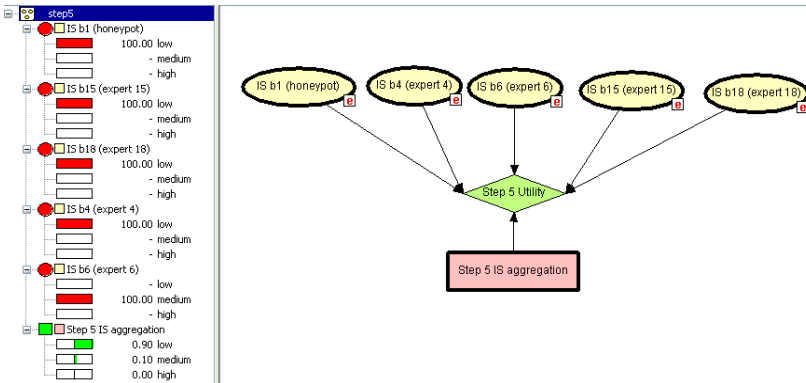 step5
IS b1 (honeypot)
100.00 low
- medium
- high
IS b15 (expert 15)
100.00 low
- medium
- high
IS b18 (expert 18)
100.00 low
- medium
- high
IS b4 (expert 4)
100.00 low
- medium
- high
IS b6 (expert 6)
- low
100.00 medium
- high
Step 5 IS aggregation
0.90 low
0.10 medium
0.00 high
IS b1 (honeypot)
e
IS b4 (expert 4)
e
IS b6 (expert 6)
e
IS b15 (expert 15)
e
IS b18 (expert 18)
e
Step 5 Utility
Step 5 IS aggregation